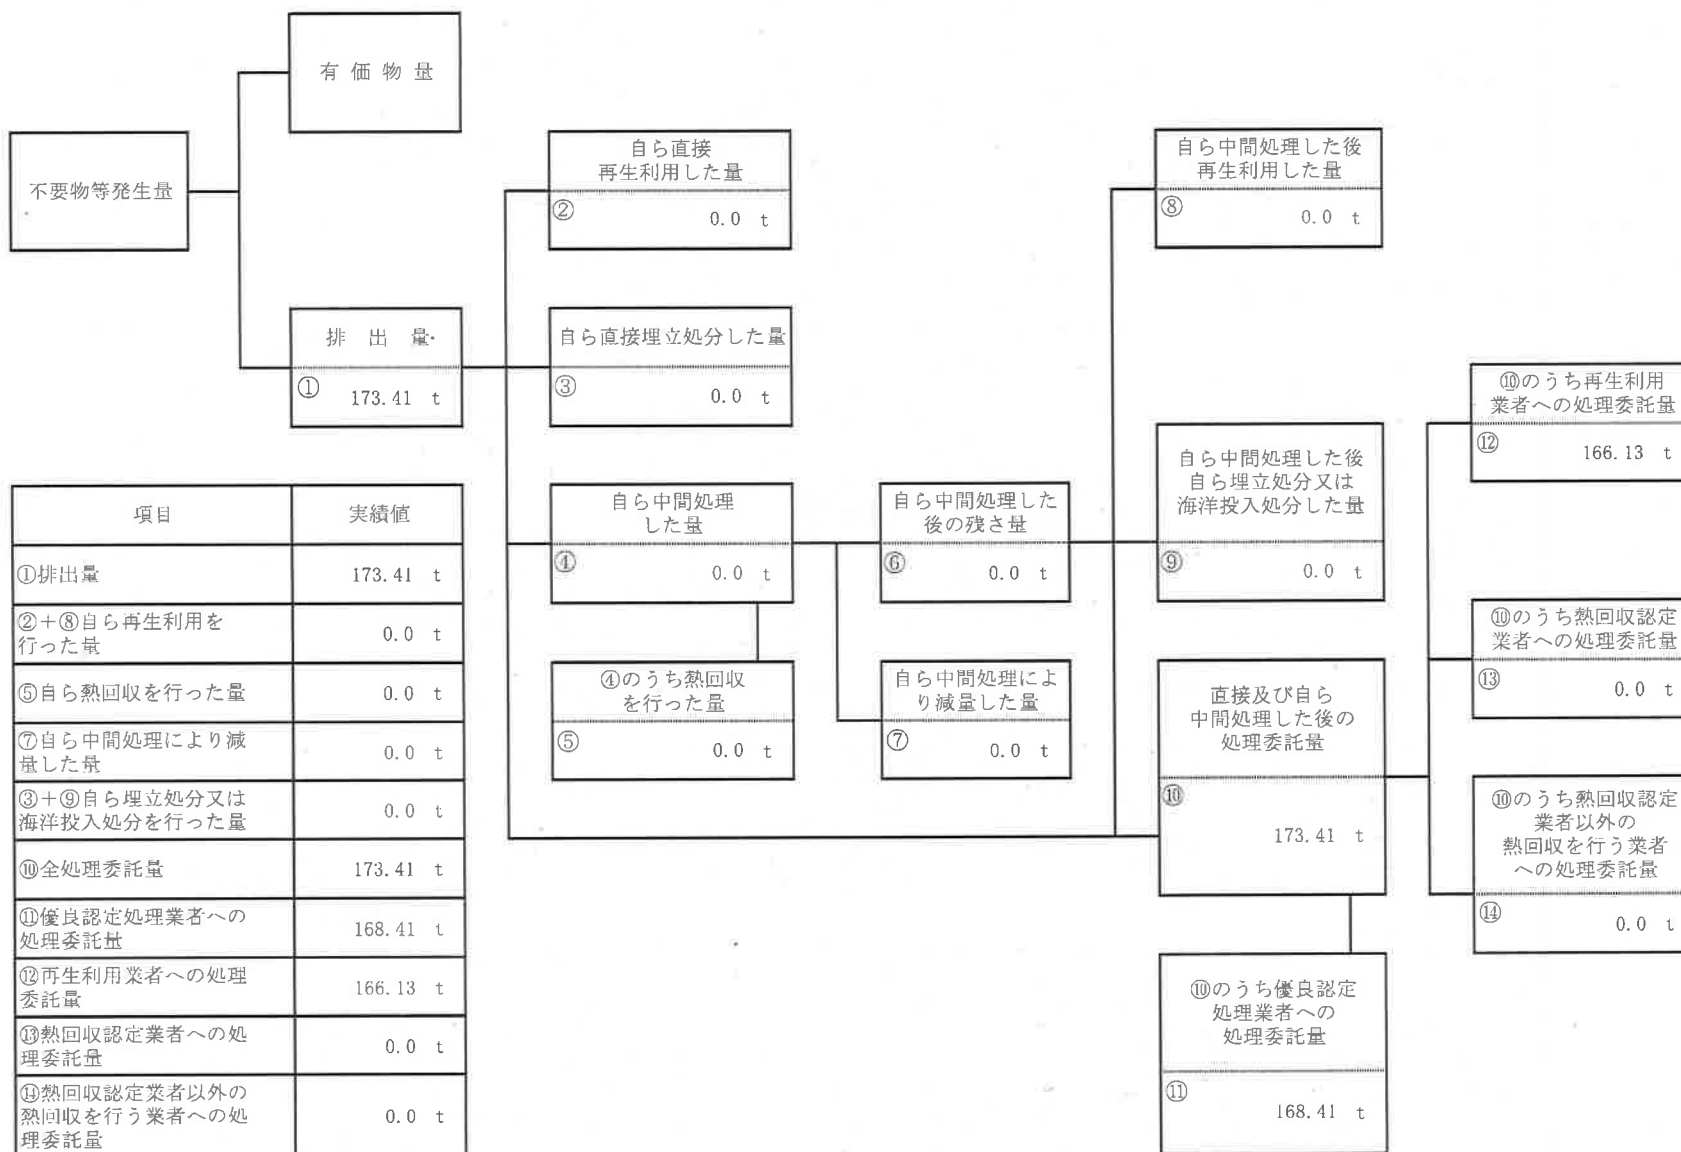 有価物量
不要物等発生量
排出量
① 173.41 t
自ら直接
再生利用した量
② 0.0 t
自ら直接埋立処分した量
③ 0.0 t
自ら中間処理
した量
④ 0.0 t
④のうち熱回収
を行った量
⑤ 0.0 t
自ら中間処理した
後の残さ量
⑥ 0.0 t
自ら中間処理によ
り減量した量
⑦ 0.0 t
自ら中間処理した後
再生利用した量
⑧ 0.0 t
自ら中間処理した後
自ら埋立処分又は
海洋投入処分した量
⑨ 0.0 t
直接及び自ら
中間処理した後の
処理委託量
⑩
173.41 t
⑩のうち優良認定
処理業者への
処理委託量
⑪
168.41 t
⑩のうち再生利用
業者への処理委託量
⑫ 166.13 t
⑩のうち熱回収認定
業者への処理委託量
⑬ 0.0 t
⑩のうち熱回収認定
業者以外の
熱回収を行う業者
への処理委託量
⑭ 0.0 t
項目 実績値
①排出量 173.41 t
②+⑧自ら再生利用を
行った量 0.0 t
⑤自ら熱回収を行った量 0.0 t
⑦自ら中間処理により減
量した量 0.0 t
③+⑨自ら埋立処分又は
海洋投入処分を行った量 0.0 t
⑩全処理委託量 173.41 t
⑪優良認定処理業者への
処理委託量 168.41 t
⑫再生利用業者への処理
委託量 166.13 t
⑬熱回収認定業者への処
理委託量 0.0 t
⑭熱回収認定業者以外の
熱回収を行う業者への処
理委託量 0.0 t